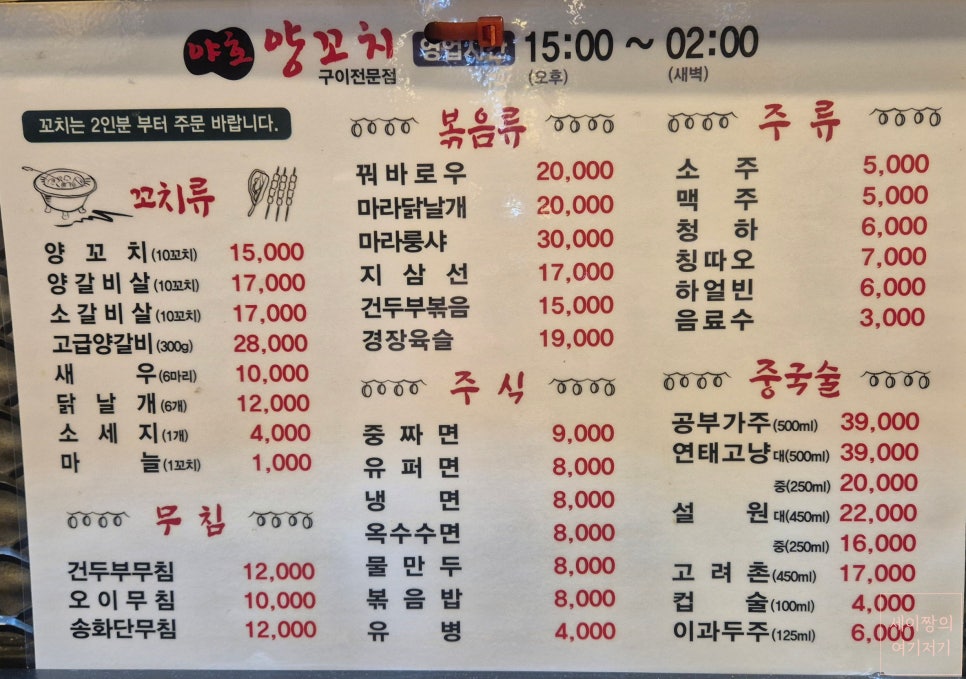 야호 양꼬치
구이전문점
영업시간 15:00 ~ 02:00
(오후) (새벽)
꼬치는 2인분 부터 주문 바랍니다.
꼬치류
양꼬치(10꼬치) 15,000
양갈비살(10꼬치) 17,000
소갈비살(10꼬치) 17,000
고급양갈비(300g) 28,000
새우(6마리) 10,000
닭날개(6개) 12,000
소세지(1개) 4,000
마늘(1꼬치) 1,000
무침
건두부무침 12,000
오이무침 10,000
송화단무침 12,000
볶음류
꿔바로우 20,000
마라닭날개 20,000
마라룽샤 30,000
지삼선 17,000
건두부볶음 15,000
경장육슬 19,000
주식
중짜면 9,000
유퍼면 8,000
냉면 8,000
옥수수면 8,000
물만두 8,000
볶음밥 8,000
유병 4,000
주류
소주 5,000
맥주 5,000
청하 6,000
칭따오 7,000
하얼빈 6,000
음료수 3,000
중국술
공부가주(500ml) 39,000
연태고냥 대(500ml) 39,000
중(250ml) 20,000
설원 대(450ml) 22,000
중(250ml) 16,000
고려촌(450ml) 17,000
컵술(100ml) 4,000
이과두주(125ml) 6,000
세이짱의
여기저기